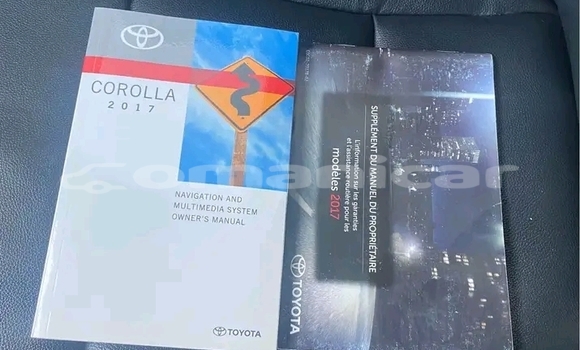 COROLLA
2017
NAVIGATION AND
MULTIMEDIA SYSTEM
OWNER'S MANUAL
TOYOTA
SUPPLÉMENT DU MANUEL DU PROPRIÉTAIRE
L'information sur les garanties
et l'assistance routière pour les
modèles 2017
TOYOTA